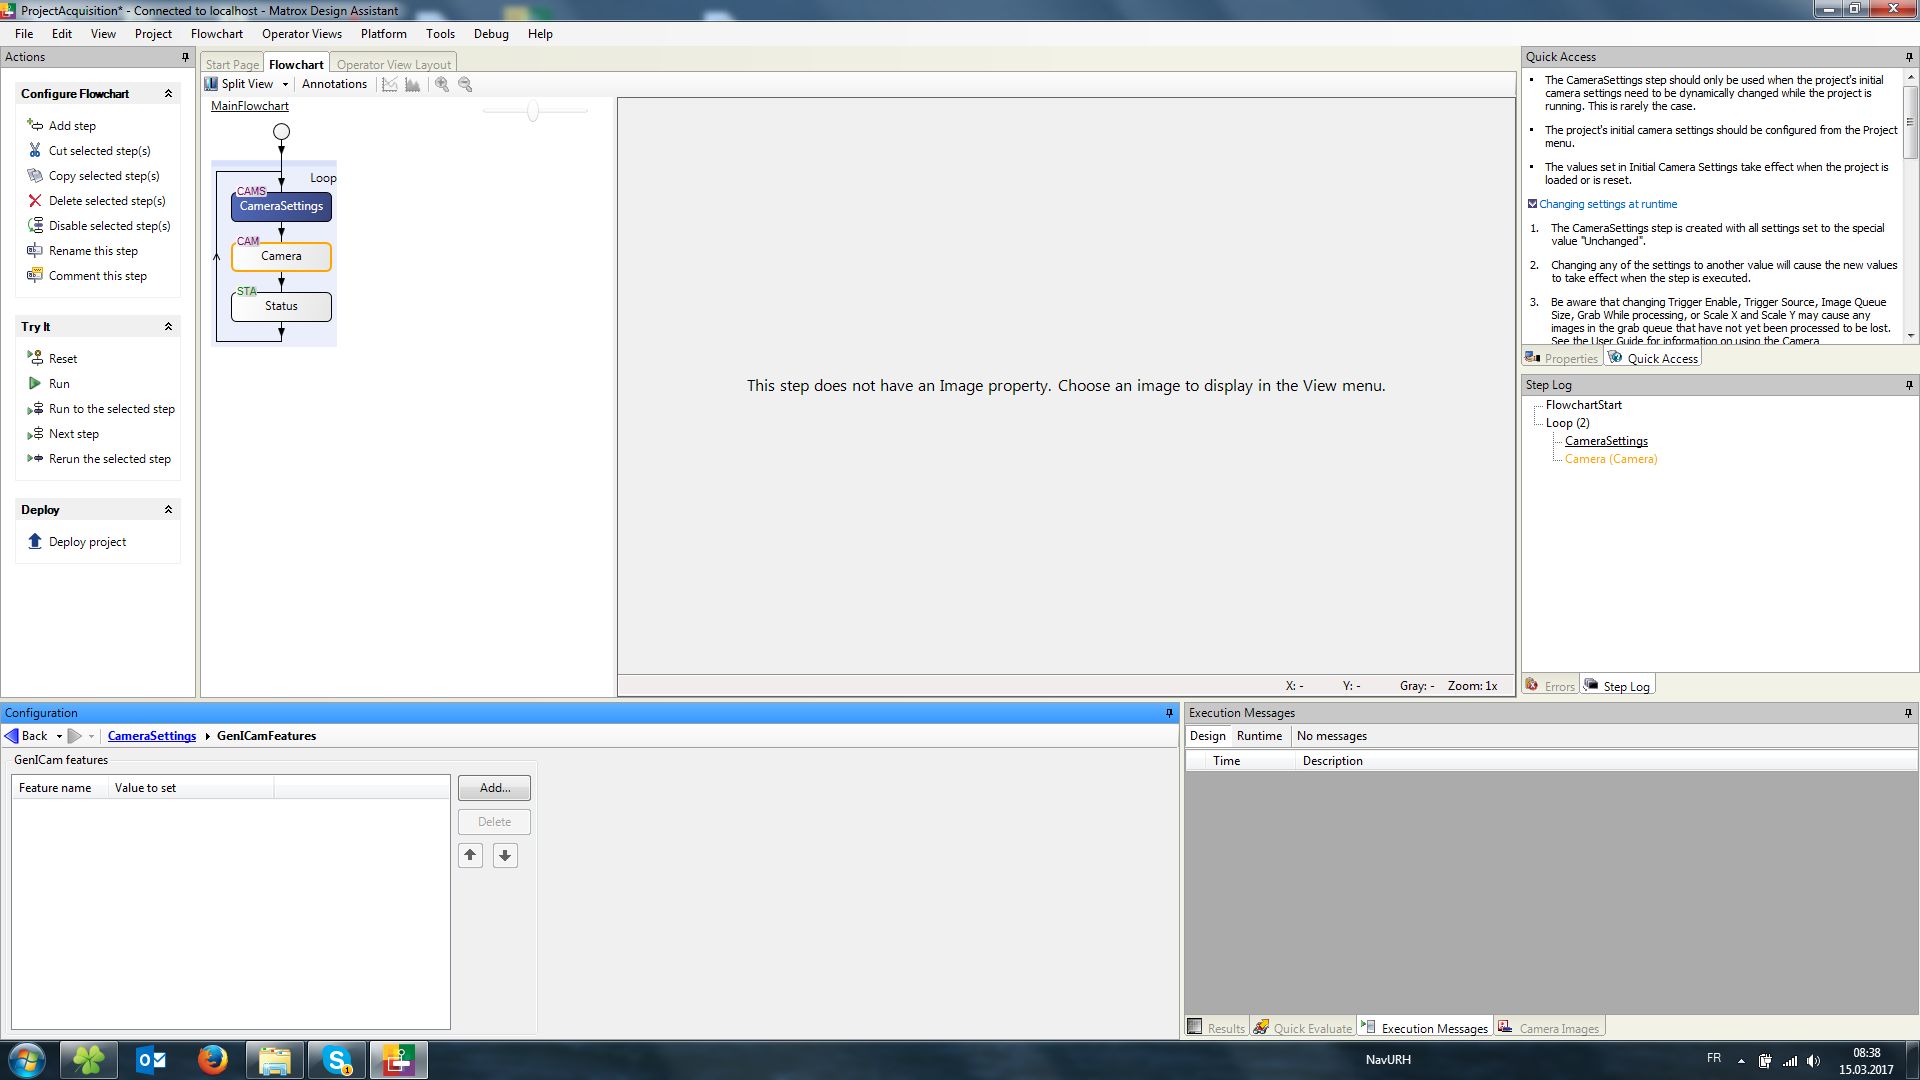 ProjectAcquisition* - Connected to localhost - Matrox Design Assistant
File Edit View Project Flowchart Operator Views Platform Tools Debug Help
Actions
Configure Flowchart
Add step
Cut selected step(s)
Copy selected step(s)
Delete selected step(s)
Disable selected step(s)
Rename this step
Comment this step
Try It
Reset
Run
Run to the selected step
Next step
Rerun the selected step
Deploy
Deploy project
Start Page Flowchart Operator View Layout
Split View Annotations
MainFlowchart
Loop
CAMS
CameraSettings
CAM
Camera
STA
Status
This step does not have an Image property. Choose an image to display in the View menu.
X: - Y: - Gray: - Zoom: 1x
Quick Access
• The CameraSettings step should only be used when the project's initial
camera settings need to be dynamically changed while the project is
running. This is rarely the case.
• The project's initial camera settings should be configured from the Project
menu.
• The values set in Initial Camera Settings take effect when the project is
loaded or is reset.
Changing settings at runtime
1. The CameraSettings step is created with all settings set to the special
value "Unchanged".
2. Changing any of the settings to another value will cause the new values
to take effect when the step is executed.
3. Be aware that changing Trigger Enable, Trigger Source, Image Queue
Size, Grab While processing, or Scale X and Scale Y may cause any
images in the grab queue that have not yet been processed to be lost.
See the User Guide for information on using the Camera
Properties Quick Access
Step Log
FlowchartStart
Loop (2)
CameraSettings
Camera (Camera)
Errors Step Log
Configuration
Back CameraSettings GenICamFeatures
GenICam features
Feature name Value to set
Add...
Delete
Execution Messages
Design Runtime No messages
Time Description
Results Quick Evaluate Execution Messages Camera Images
NavURH
FR
08:38
15.03.2017
1